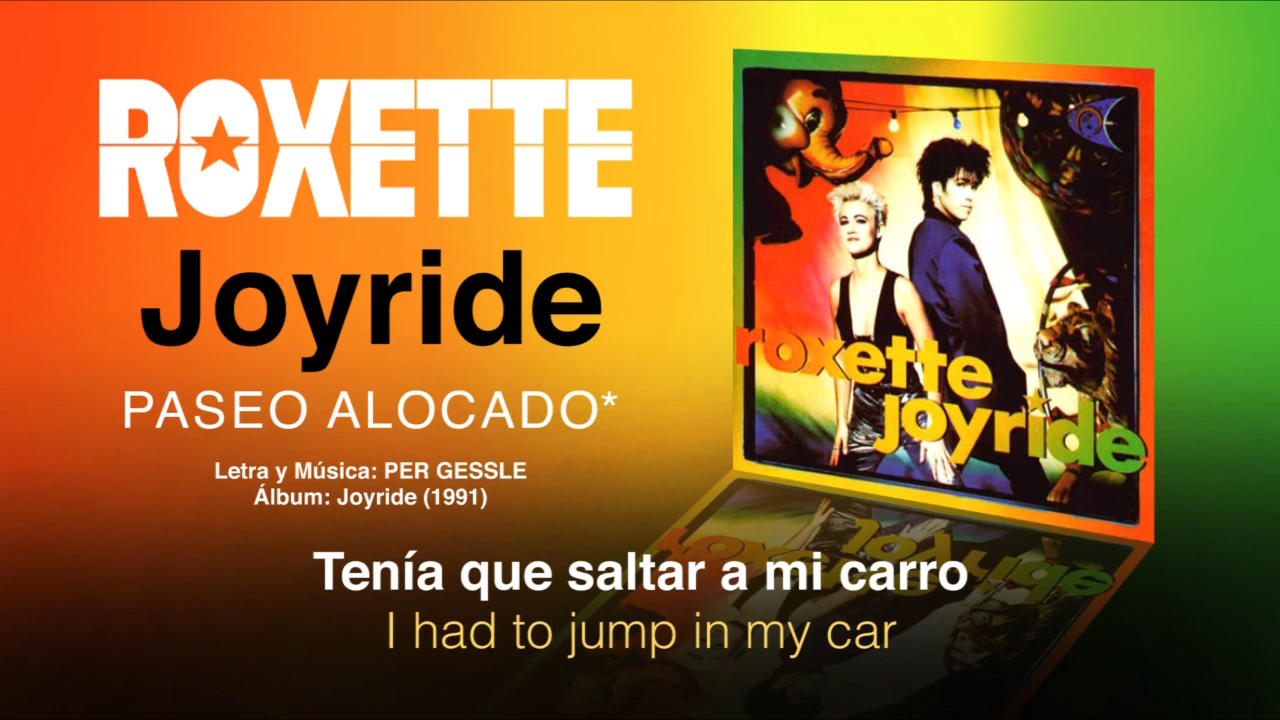 ROXETTE
Joyride
PASEO ALOCADO*
Letra y Música: PER GESSLE
Álbum: Joyride (1991)
roxette
joyride
Tenía que saltar a mi carro
I had to jump in my car